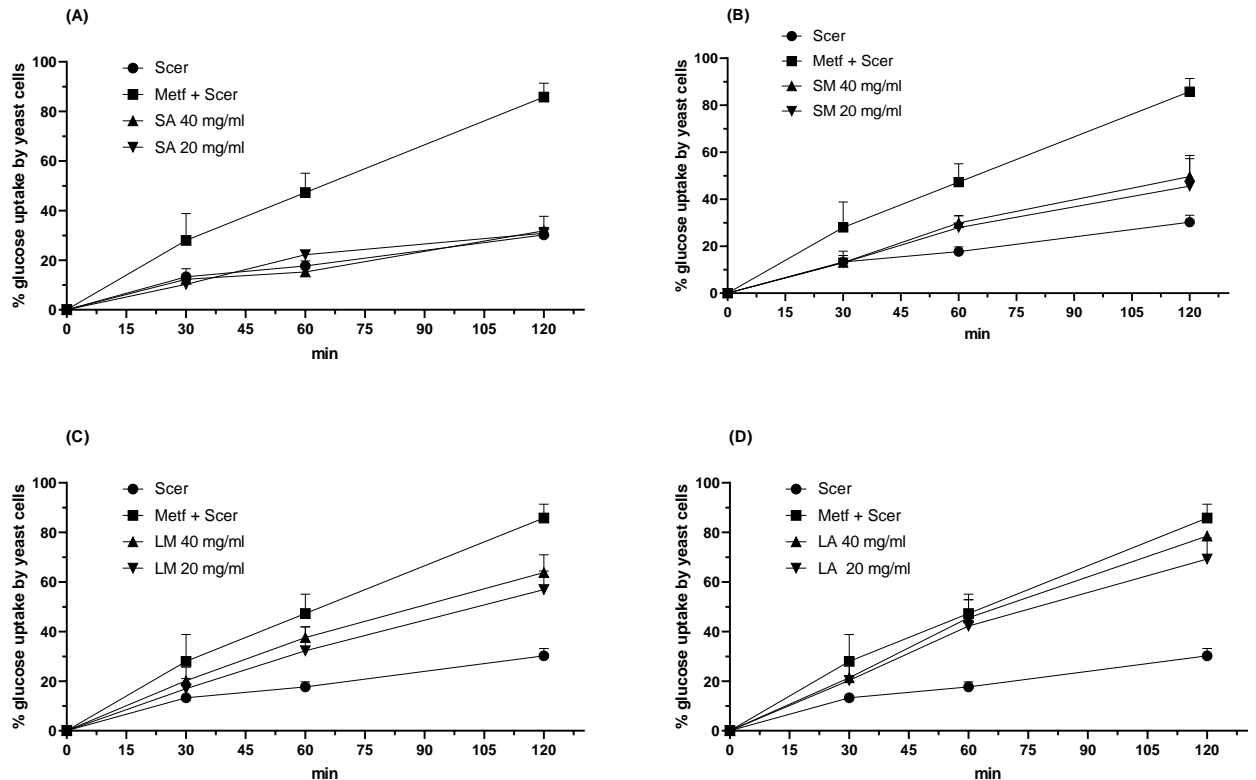 (A)
Scer
Metf + Scer
SA 40 mg/ml
SA 20 mg/ml
% glucose uptake by yeast cells
100
80
60
40
20
0
0 15 30 45 60 75 90 105 120
min
(B)
Scer
Metf + Scer
SM 40 mg/ml
SM 20 mg/ml
% glucose uptake by yeast cells
100
80
60
40
20
0
0 15 30 45 60 75 90 105 120
min
(C)
Scer
Metf + Scer
LM 40 mg/ml
LM 20 mg/ml
% glucose uptake by yeast cells
100
80
60
40
20
0
0 15 30 45 60 75 90 105 120
min
(D)
Scer
Metf + Scer
LA 40 mg/ml
LA 20 mg/ml
% glucose uptake by yeast cells
100
80
60
40
20
0
0 15 30 45 60 75 90 105 120
min